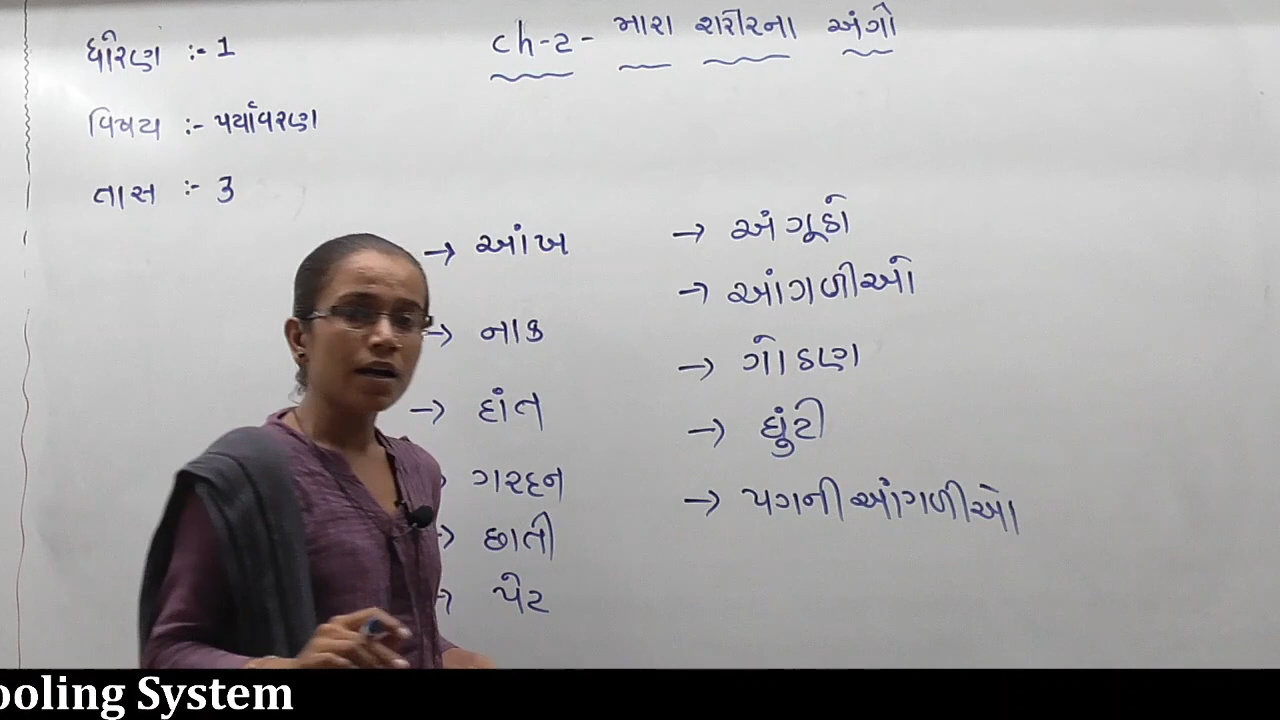 ધોરણ :- 1
ch-2- મારા શરીરના અંગો
વિષય :- પર્યાવરણ
તાસ :- 3
→ આંખ
→ નાક
→ દાંત
ગરદન
→ છાતી
→ પેટ
→ અંગૂઠો
→ આંગળીઓ
→ ગોઠણ
→ ઘુંટી
→ પગની આંગળીઓ
ooling System